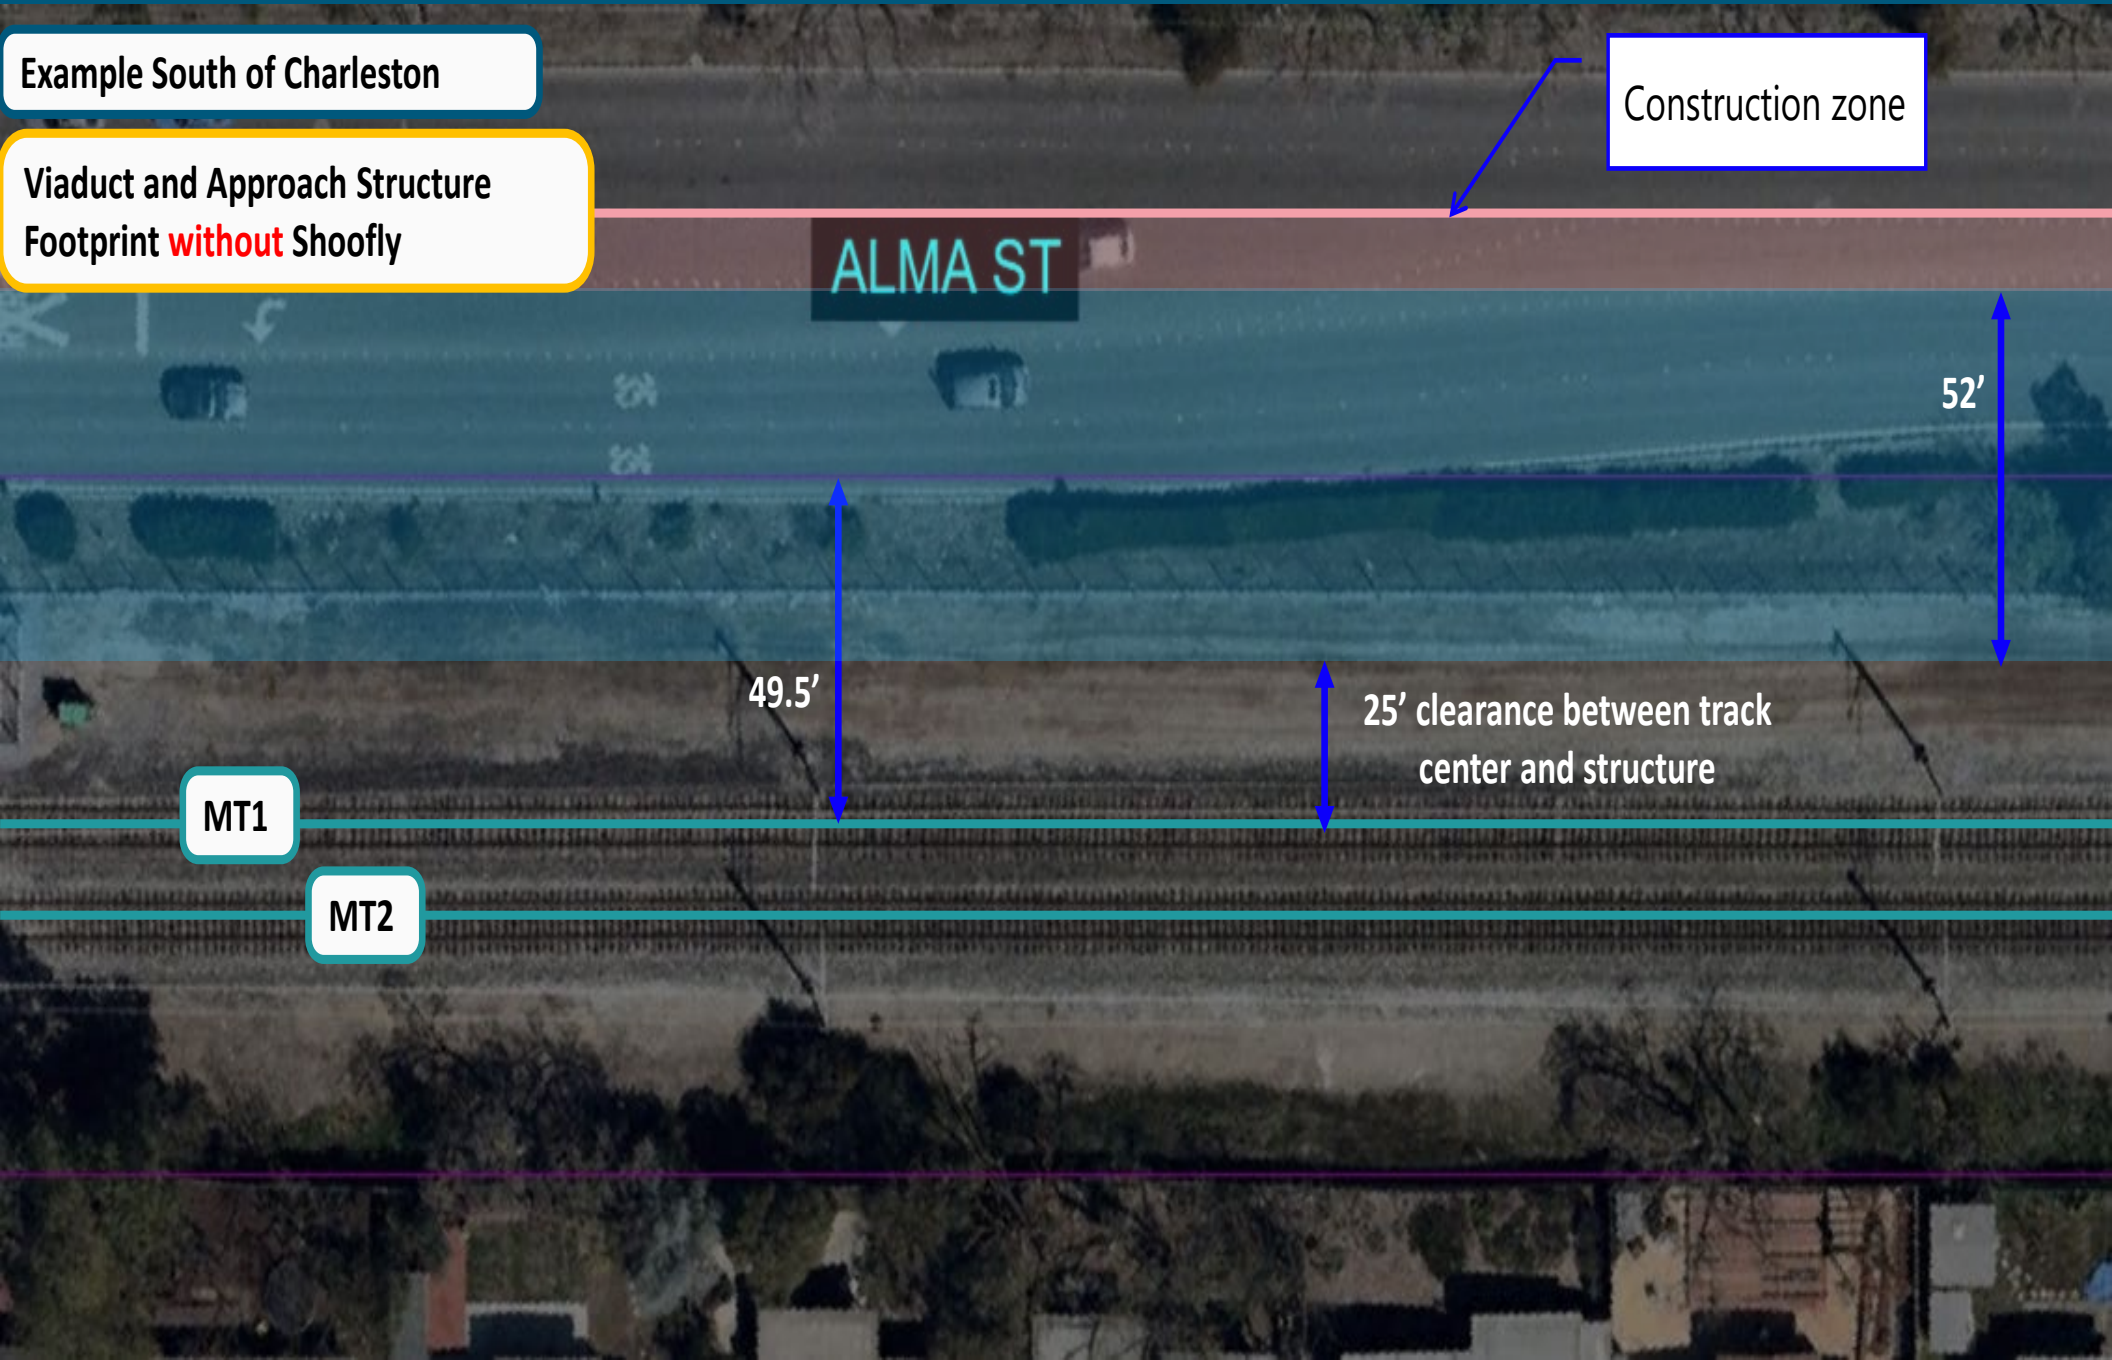 Example South of Charleston
Construction zone
Viaduct and Approach Structure
Footprint without Shoofly
ALMA ST
52’
49.5’
25’ clearance between track
center and structure
MT1
MT2